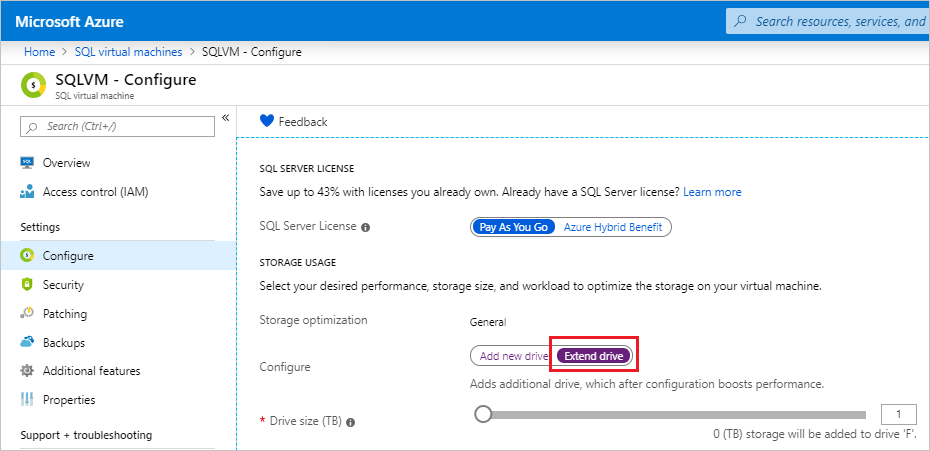 Microsoft Azure
Search resources, services, and
Home > SQL virtual machines > SQLVM - Configure
SQLVM - Configure
SQL virtual machine
Search (Ctrl+/)
«
Feedback
Overview
Access control (IAM)
Settings
Configure
Security
Patching
Backups
Additional features
Properties
Support + troubleshooting
SQL SERVER LICENSE
Save up to 43% with licenses you already own. Already have a SQL Server license? Learn more
SQL Server License
Pay As You Go Azure Hybrid Benefit
STORAGE USAGE
Select your desired performance, storage size, and workload to optimize the storage on your virtual machine.
Storage optimization General
Configure Add new drive Extend drive
Adds additional drive, which after configuration boosts performance.
* Drive size (TB) 1
0 (TB) storage will be added to drive 'F'.